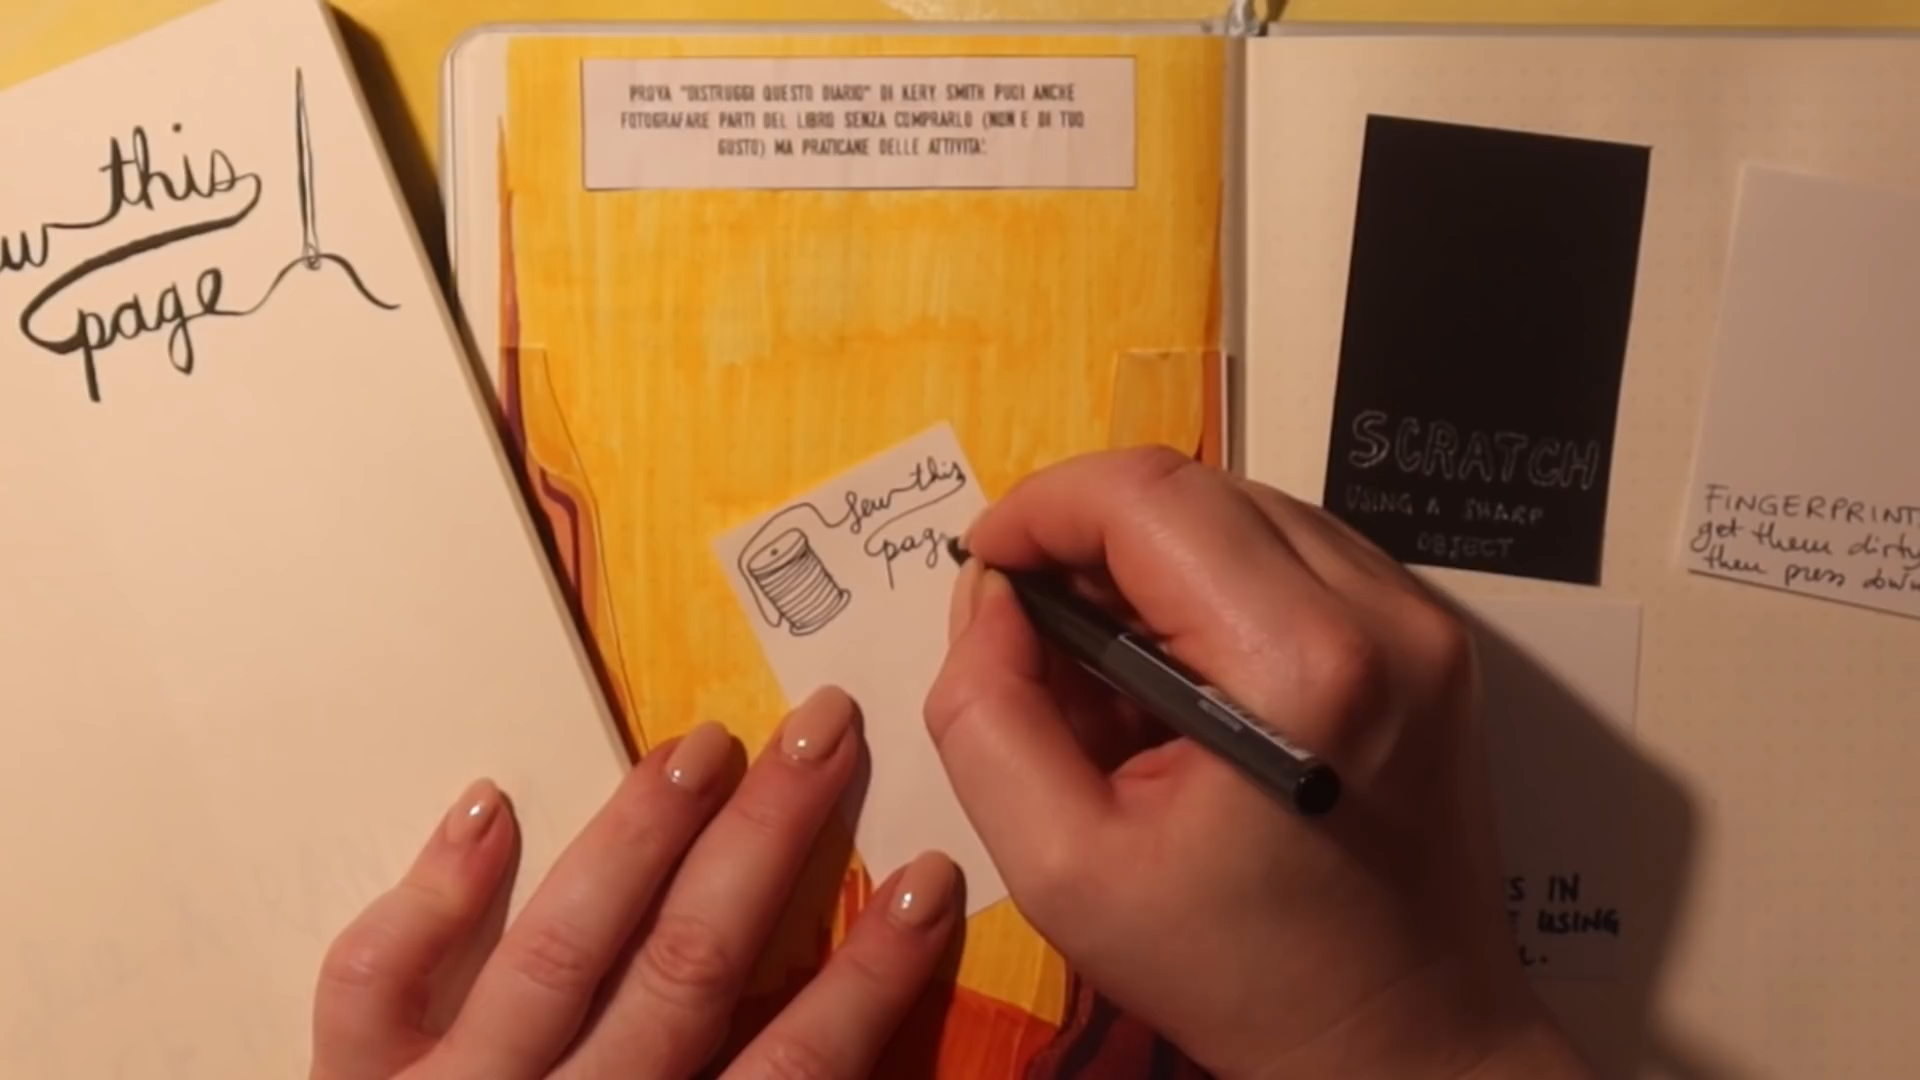 this
page
PROVA "DISTRUGGI QUESTO DIARIO" DI KERY SMITH PUOI ANCHE
FOTOGRAFARE PARTI DEL LIBRO SENZA COMPRARLO (NON E DI TUO
GUSTO) MA PRATICANE DELLE ATTIVITA'.
Sew this
page
SCRATCH
USING A SHARP
OBJECT
FINGERPRINT
get them dirty
then press down
S IN
USING